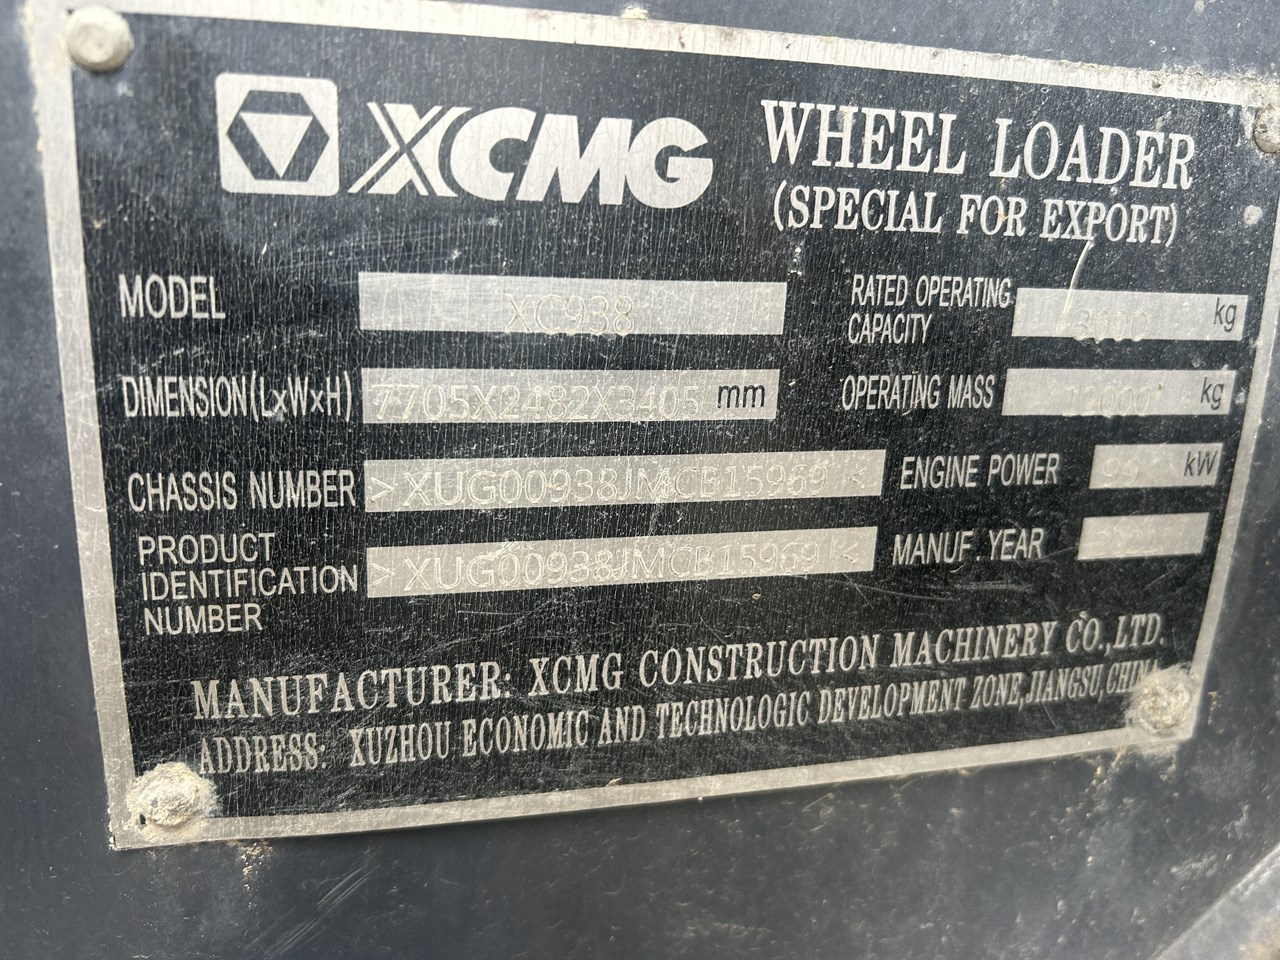 XCMG
WHEEL LOADER
(SPECIAL FOR EXPORT)
MODEL XC938
RATED OPERATING CAPACITY 3000 kg
DIMENSION(L×W×H) 7705X2482X3405 mm
OPERATING MASS kg
CHASSIS NUMBER >XUG00938JMCB15969<
ENGINE POWER kW
PRODUCT IDENTIFICATION NUMBER >XUG00938JMCB15969<
MANUF. YEAR
MANUFACTURER: XCMG CONSTRUCTION MACHINERY CO.,LTD.
ADDRESS: XUZHOU ECONOMIC AND TECHNOLOGIC DEVELOPMENT ZONE,JIANGSU,CHINA